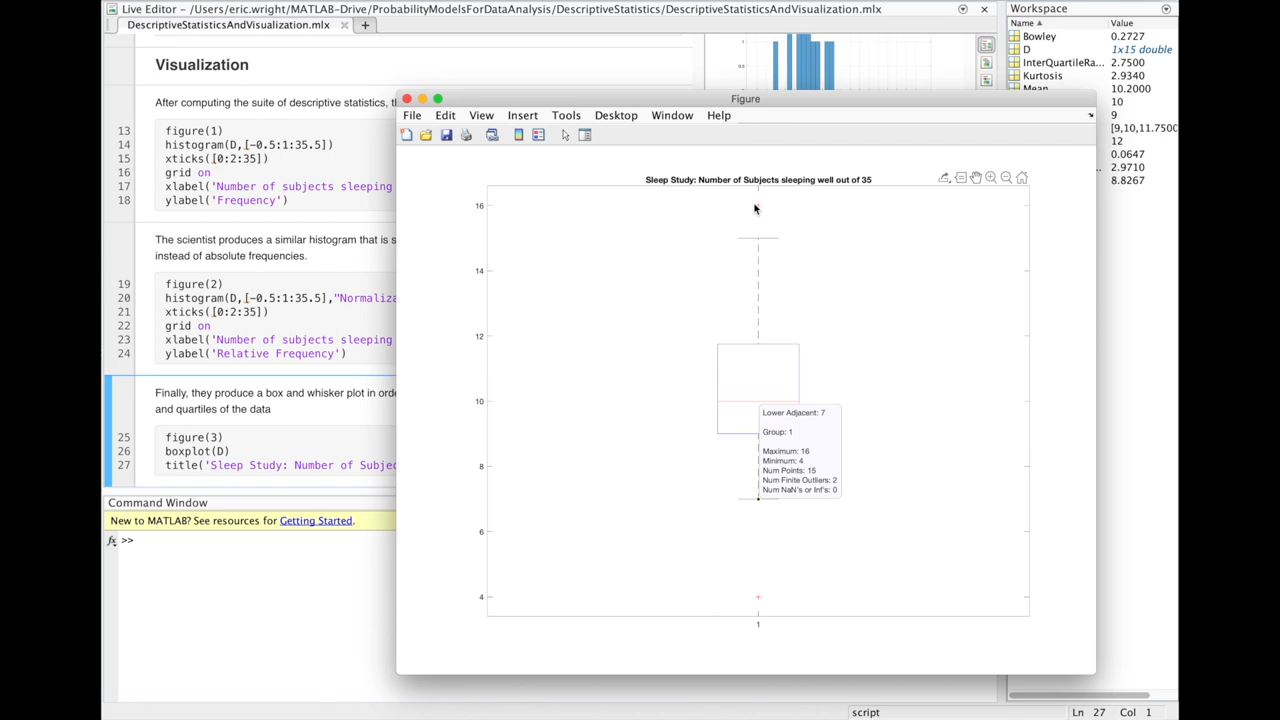 Live Editor – /Users/eric.wright/MATLAB-Drive/ProbabilityModelsForDataAnalysis/DescriptiveStatistics/DescriptiveStatisticsAndVisualization.mlx
DescriptiveStatisticsAndVisualization.mlx
Visualization
After computing the suite of descriptive statistics, t
13 figure(1)
14 histogram(D,[-0.5:1:35.5])
15 xticks([0:2:35])
16 grid on
17 xlabel('Number of subjects sleeping
18 ylabel('Frequency')
The scientist produces a similar histogram that is s
instead of absolute frequencies.
19 figure(2)
20 histogram(D,[-0.5:1:35.5],"Normaliza
21 xticks([0:2:35])
22 grid on
23 xlabel('Number of subjects sleeping
24 ylabel('Relative Frequency')
Finally, they produce a box and whisker plot in orde
and quartiles of the data
25 figure(3)
26 boxplot(D)
27 title('Sleep Study: Number of Subjec
Command Window
New to MATLAB? See resources for Getting Started.
fx >>
Figure
File Edit View Insert Tools Desktop Window Help
Sleep Study: Number of Subjects sleeping well out of 35
16
14
12
10
8
6
4
1
Lower Adjacent: 7
Group: 1
Maximum: 16
Minimum: 4
Num Points: 15
Num Finite Outliers: 2
Num NaN's or Inf's: 0
Workspace
Name Value
Bowley 0.2727
D 1x15 double
InterQuartileRa... 2.7500
Kurtosis 2.9340
Mean 10.2000
10
9
[9,10,11.7500
12
0.0647
2.9710
8.8267
script Ln 27 Col 1